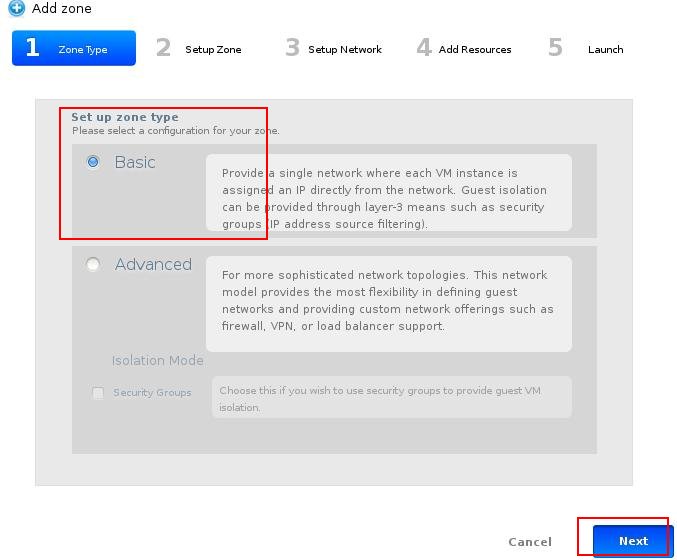 Add zone
1 Zone Type 2 Setup Zone 3 Setup Network 4 Add Resources 5 Launch
Set up zone type
Please select a configuration for your zone.
Basic
Provide a single network where each VM instance is
assigned an IP directly from the network. Guest isolation
can be provided through layer-3 means such as security
groups (IP address source filtering).
Advanced
For more sophisticated network topologies. This network
model provides the most flexibility in defining guest
networks and providing custom network offerings such as
firewall, VPN, or load balancer support.
Isolation Mode
Security Groups
Choose this if you wish to use security groups to provide guest VM
isolation.
Cancel Next